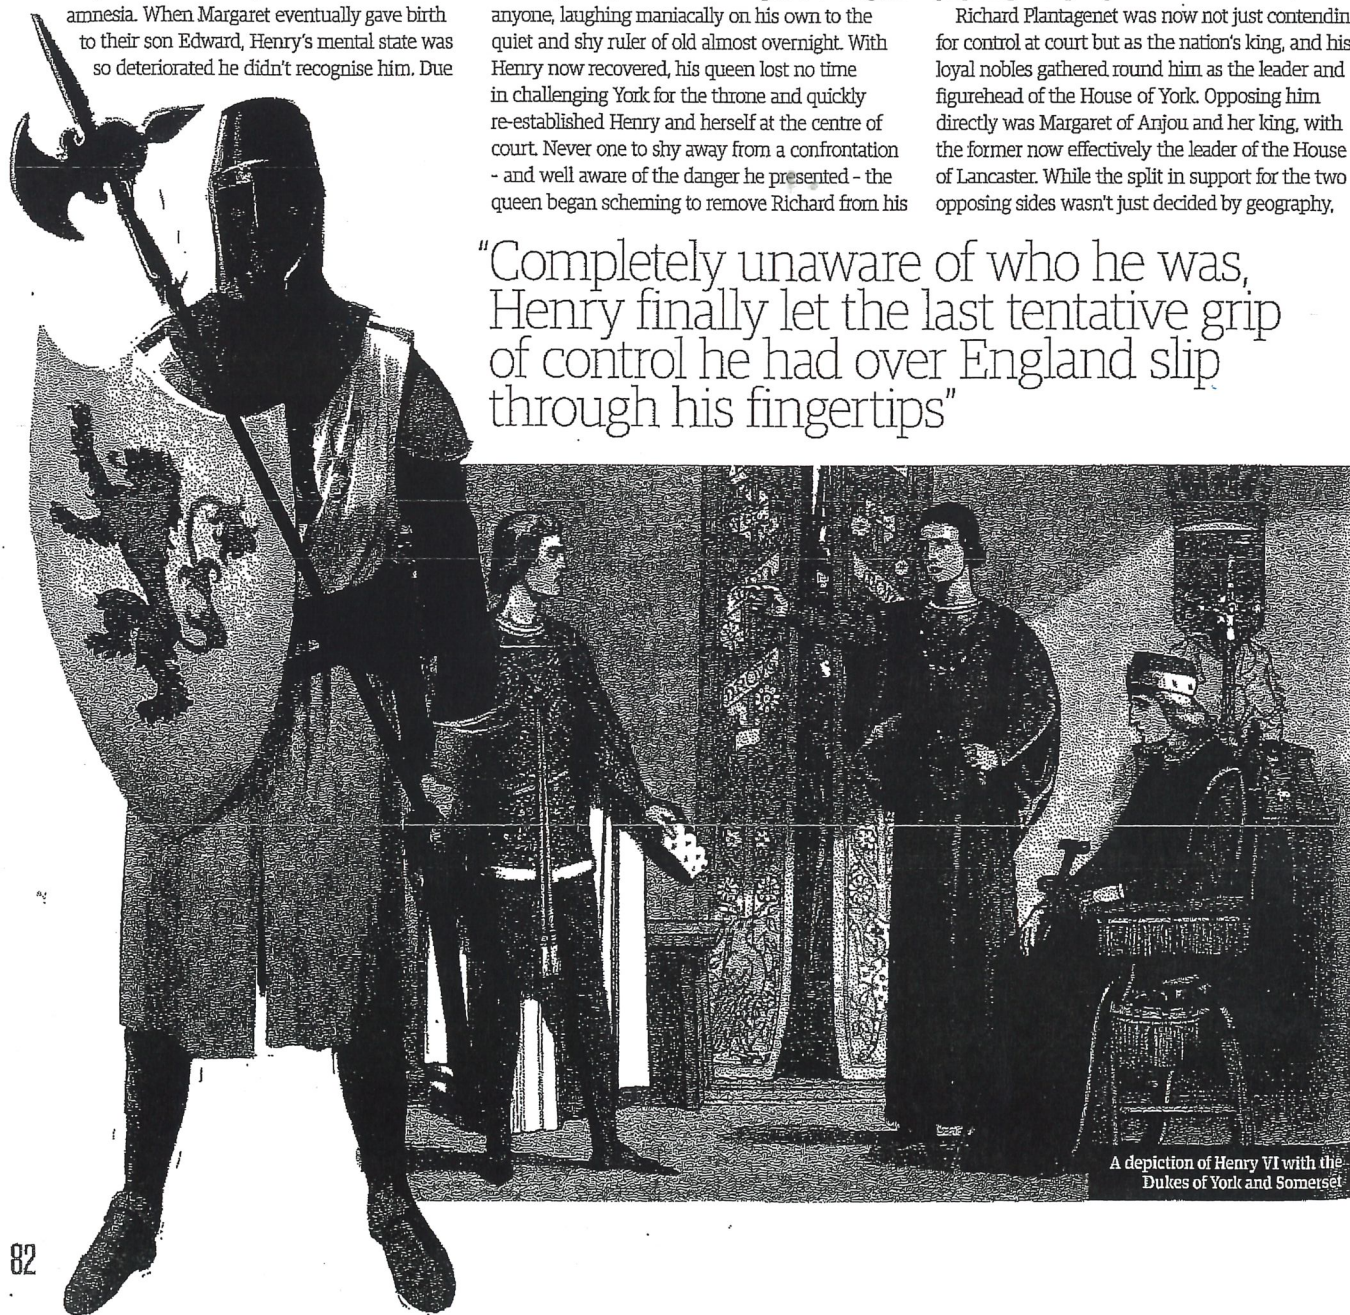 amnesia. When Margaret eventually gave birth
to their son Edward, Henry's mental state was
so deteriorated he didn't recognise him. Due
anyone, laughing maniacally on his own to the
quiet and shy ruler of old almost overnight. With
Henry now recovered, his queen lost no time
in challenging York for the throne and quickly
re-established Henry and herself at the centre of
court. Never one to shy away from a confrontation
- and well aware of the danger he presented - the
queen began scheming to remove Richard from his
Richard Plantagenet was now not just contendin
for control at court but as the nation's king, and his
loyal nobles gathered round him as the leader and
figurehead of the House of York. Opposing him
directly was Margaret of Anjou and her king, with
the former now effectively the leader of the House
of Lancaster. While the split in support for the two
opposing sides wasn't just decided by geography,
"Completely unaware of who he was,
Henry finally let the last tentative grip
of control he had over England slip
through his fingertips"
A depiction of Henry VI with the
Dukes of York and Somerset
82